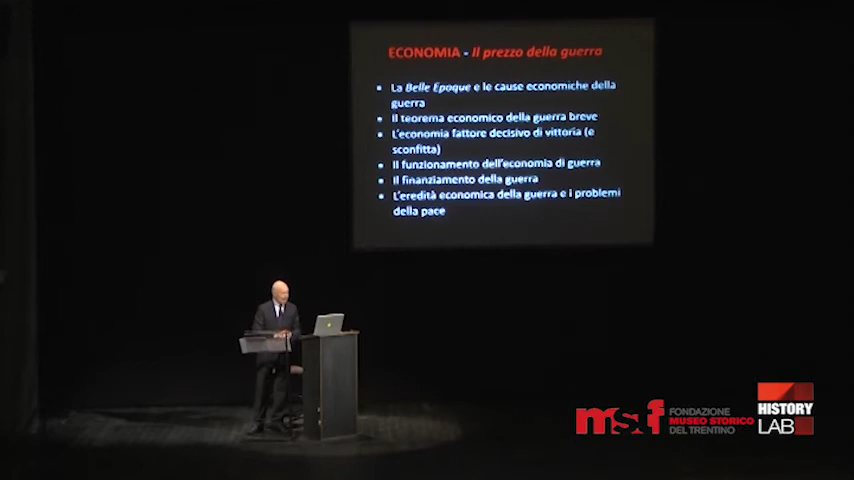 ECONOMIA - Il prezzo della guerra
• La Belle Epoque e le cause economiche della
guerra
• Il teorema economico della guerra breve
• L'economia fattore decisivo di vittoria (e
sconfitta)
• Il funzionamento dell'economia di guerra
• Il finanziamento della guerra
• L'eredità economica della guerra e i problemi
della pace
mstf
FONDAZIONE
MUSEO STORICO
DEL TRENTINO
HISTORY
LAB